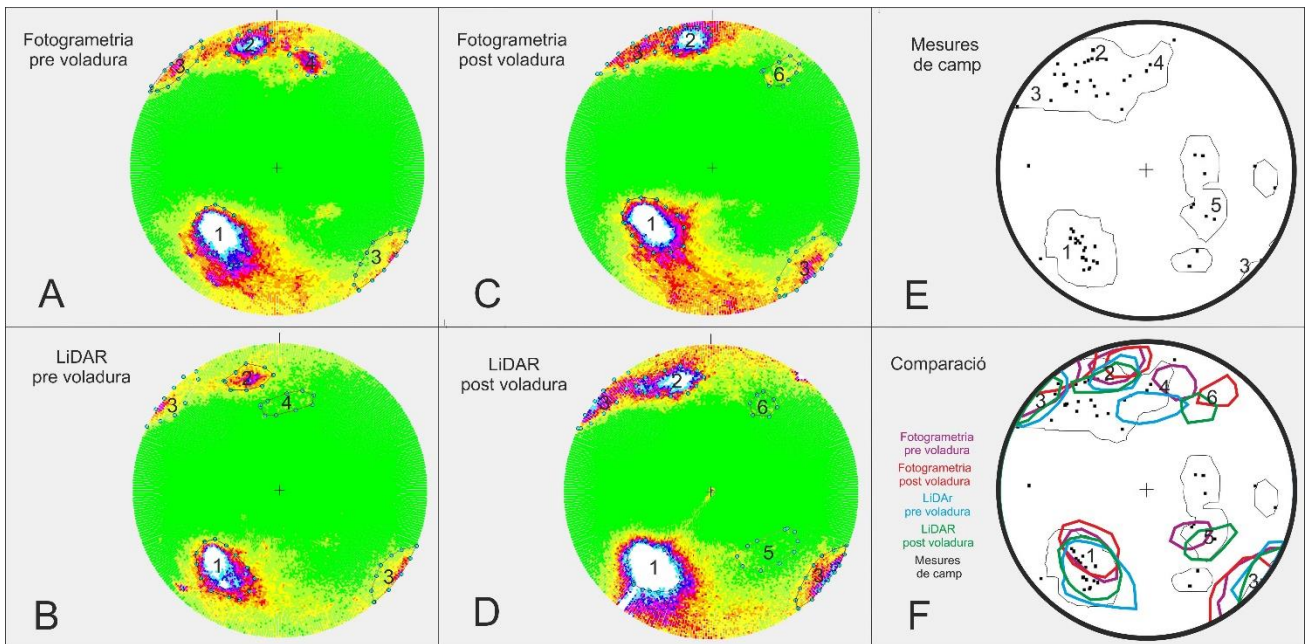 Fotogrametria
pre voladura
2
3
4
1
3
A
Fotogrametria
post voladura
3
2
6
1
3
C
Mesures
de camp
2
4
3
5
1
3
E
LiDAR
pre voladura
2
3
4
1
3
B
LiDAR
post voladura
2
3
6
5
1
3
D
Comparació
2
4
3
6
Fotogrametria
pre voladura
Fotogrametria
post voladura
LiDAr
pre voladura
LiDAR
post voladura
Mesures
de camp
5
1
3
F